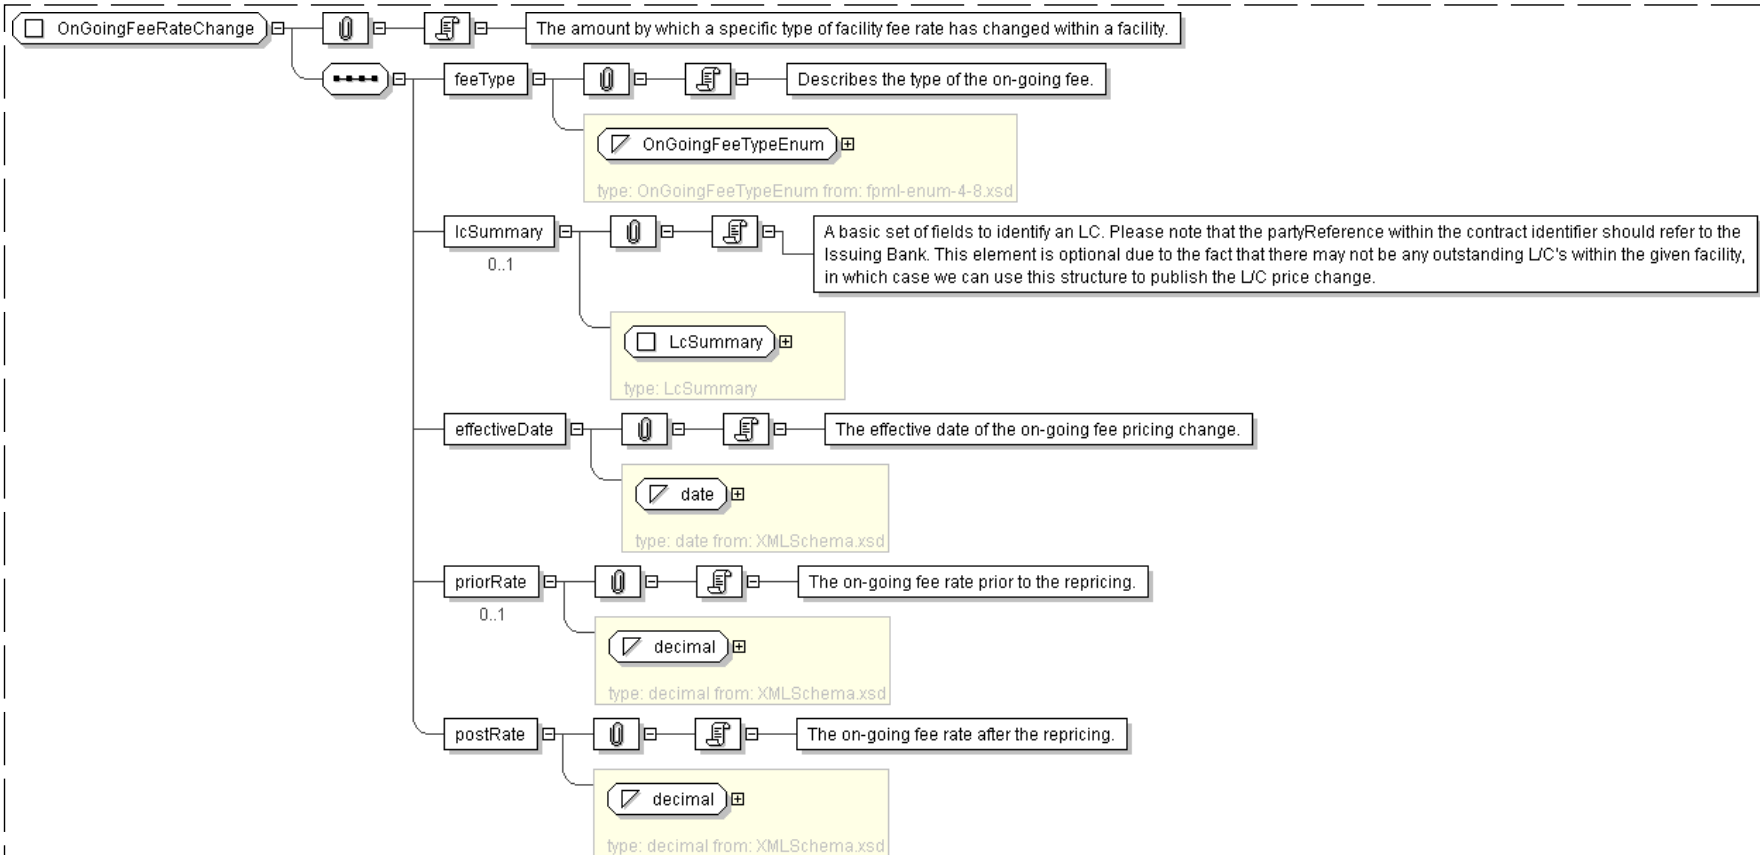 OnGoingFeeRateChange
The amount by which a specific type of facility fee rate has changed within a facility.
feeType
Describes the type of the on-going fee.
OnGoingFeeTypeEnum
type: OnGoingFeeTypeEnum from: fpml-enum-4-8.xsd
lcSummary
0..1
A basic set of fields to identify an LC. Please note that the partyReference within the contract identifier should refer to the
Issuing Bank. This element is optional due to the fact that there may not be any outstanding L/C's within the given facility,
in which case we can use this structure to publish the L/C price change.
LcSummary
type: LcSummary
effectiveDate
The effective date of the on-going fee pricing change.
date
type: date from: XMLSchema.xsd
priorRate
0..1
The on-going fee rate prior to the repricing.
decimal
type: decimal from: XMLSchema.xsd
postRate
The on-going fee rate after the repricing.
decimal
type: decimal from: XMLSchema.xsd